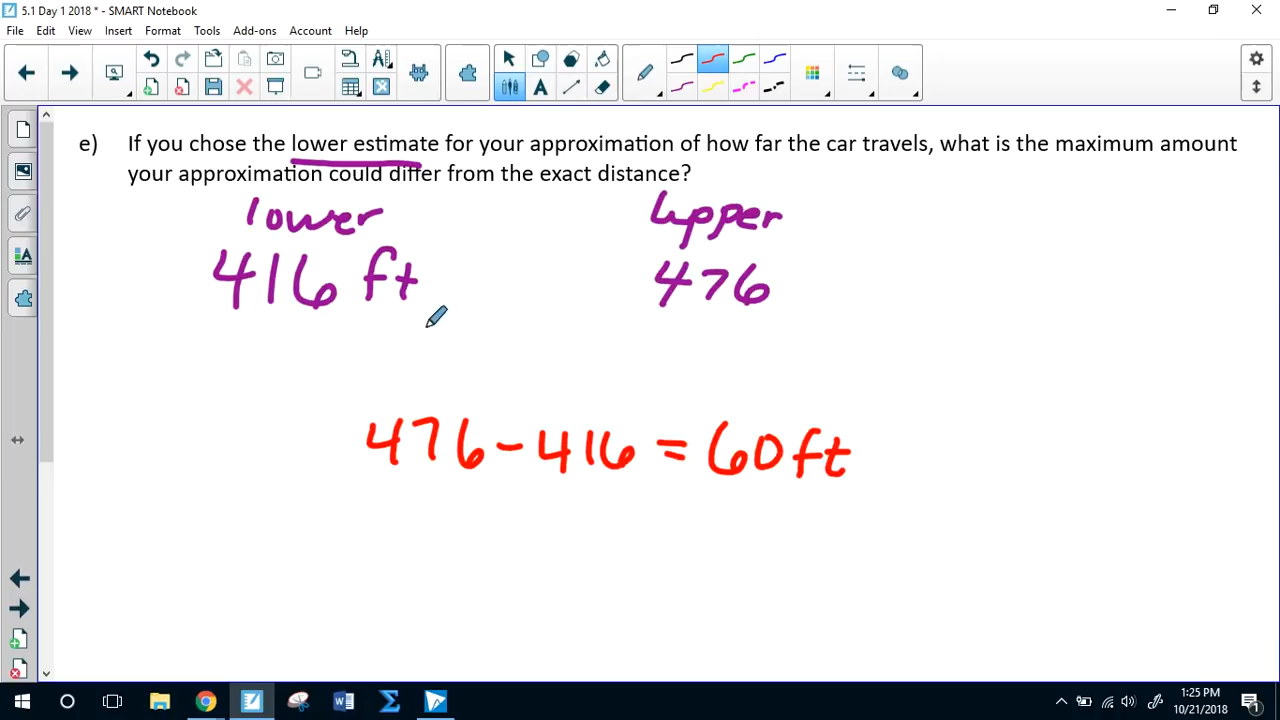 5.1 Day 1 2018 * - SMART Notebook
File Edit View Insert Format Tools Add-ons Account Help
e) If you chose the lower estimate for your approximation of how far the car travels, what is the maximum amount
your approximation could differ from the exact distance?
lower upper
416 ft 476
476 - 416 = 60 ft
1:25 PM
10/21/2018